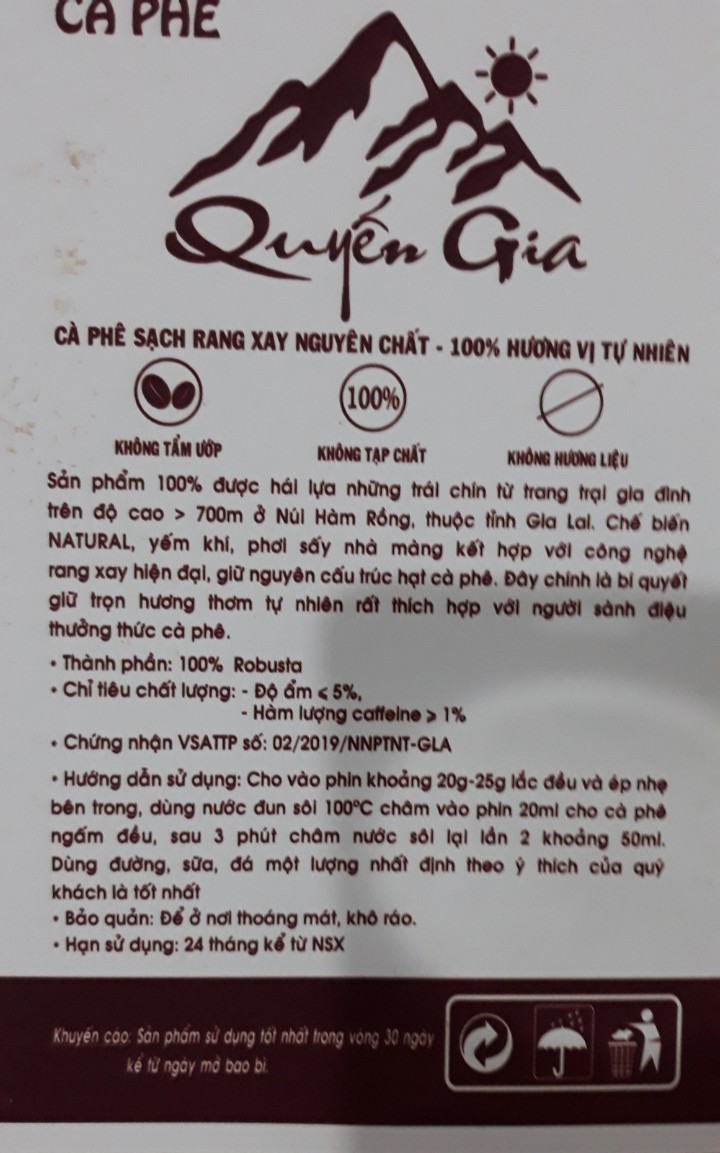 CÀ PHÊ
Quyến Gia
CÀ PHÊ SẠCH RANG XAY NGUYÊN CHẤT - 100% HƯƠNG VỊ TỰ NHIÊN
100%
KHÔNG TẨM ƯỚP
KHÔNG TẠP CHẤT
KHÔNG HƯƠNG LIỆU
Sản phẩm 100% được hái lựa những trái chín từ trang trại gia đình
trên độ cao > 700m ở Núi Hàm Rồng, thuộc tỉnh Gia Lai. Chế biến
NATURAL, yếm khí, phơi sấy nhà màng kết hợp với công nghệ
rang xay hiện đại, giữ nguyên cấu trúc hạt cà phê. Đây chính là bí quyết
giữ trọn hương thơm tự nhiên rất thích hợp với người sành điệu
thưởng thức cà phê.
• Thành phần: 100% Robusta
• Chỉ tiêu chất lượng: - Độ ẩm ⩽ 5%,
- Hàm lượng caffeine ⩾ 1%
• Chứng nhận VSATTP số: 02/2019/NNPTNT-GLA
• Hướng dẫn sử dụng: Cho vào phin khoảng 20g-25g lắc đều và ép nhẹ
bên trong, dùng nước đun sôi 100°C châm vào phin 20ml cho cà phê
ngấm đều, sau 3 phút châm nước sôi lại lần 2 khoảng 50ml.
Dùng đường, sữa, đá một lượng nhất định theo ý thích của quý
khách là tốt nhất
• Bảo quản: Để ở nơi thoáng mát, khô ráo.
• Hạn sử dụng: 24 tháng kể từ NSX
Khuyến cáo: Sản phẩm sử dụng tốt nhất trong vòng 30 ngày
kể từ ngày mở bao bì.